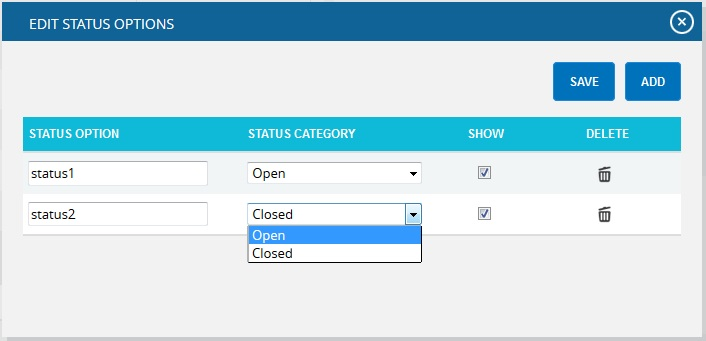 EDIT STATUS OPTIONS
SAVE ADD
STATUS OPTION STATUS CATEGORY SHOW DELETE
status1 Open
status2 Closed
Open
Closed